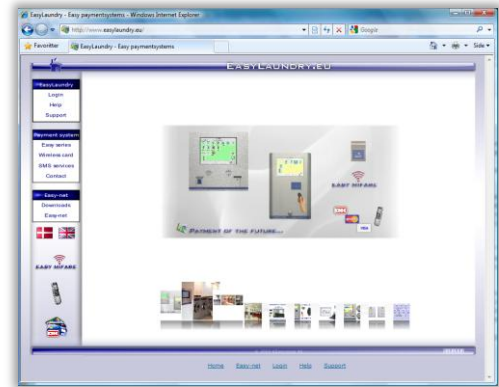 EasyLaundry - Easy paymentsystems - Windows Internet Explorer
http://www.easylaundry.eu/
Google
Favoritter
EasyLaundry - Easy paymentsystems
Side
EASYLAUNDRY.EU
EasyLaundry
Login
Help
Support
Payment system
Easy series
Wireless card
SMS services
Contact
Easy-net
Downloads
Easy-net
EASY MIFARE
EASY MIFARE
VISA
PAYMENT OF THE FUTURE...
Home Easy-net Login Help Support